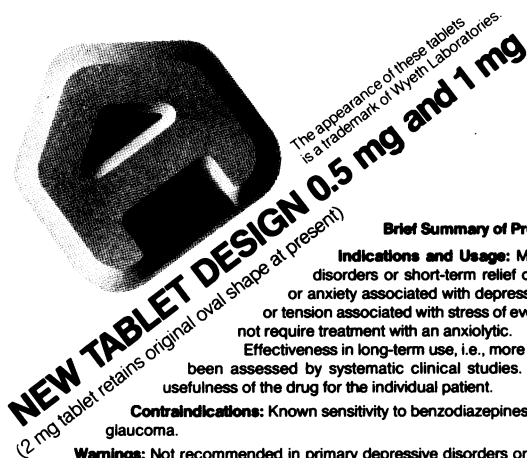 The appearance of these tablets
is a trademark of Wyeth Laboratories.
NEW TABLET DESIGN 0.5 mg and 1 mg
(2 mg tablet retains original oval shape at present)
Brief Summary of
Indications and Usage:
disorders or short-term relief
or anxiety associated with
or tension associated with stress of
not require treatment with an anxiolytic.
Effectiveness in long-term use, i.e., more
been assessed by systematic clinical studies.
usefulness of the drug for the individual patient.
Contraindications: Known sensitivity to benzodiazepines
glaucoma.
Warnings: Not recommended in primary depressive disorders or